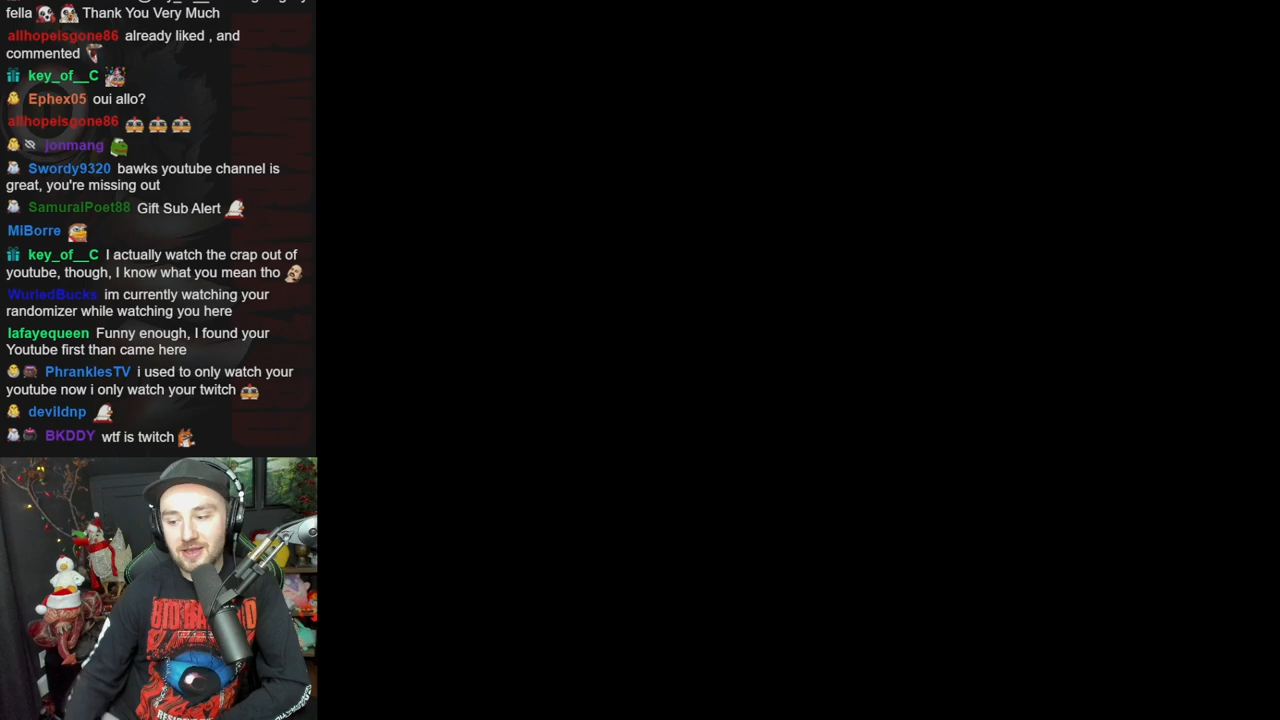 fella Thank You Very Much
allhopeisgone86 already liked , and
commented
key_of__C
Ephex05 oui allo?
allhopeisgone86
jonmang
Swordy9320 bawks youtube channel is
great, you're missing out
SamuraiPoet88 Gift Sub Alert
MiBorre
key_of__C I actually watch the crap out of
youtube, though, I know what you mean tho
WurledBucks im currently watching your
randomizer while watching you here
lafayequeen Funny enough, I found your
Youtube first than came here
PhranklesTV i used to only watch your
youtube now i only watch your twitch
devildnp
BKDDY wtf is twitch